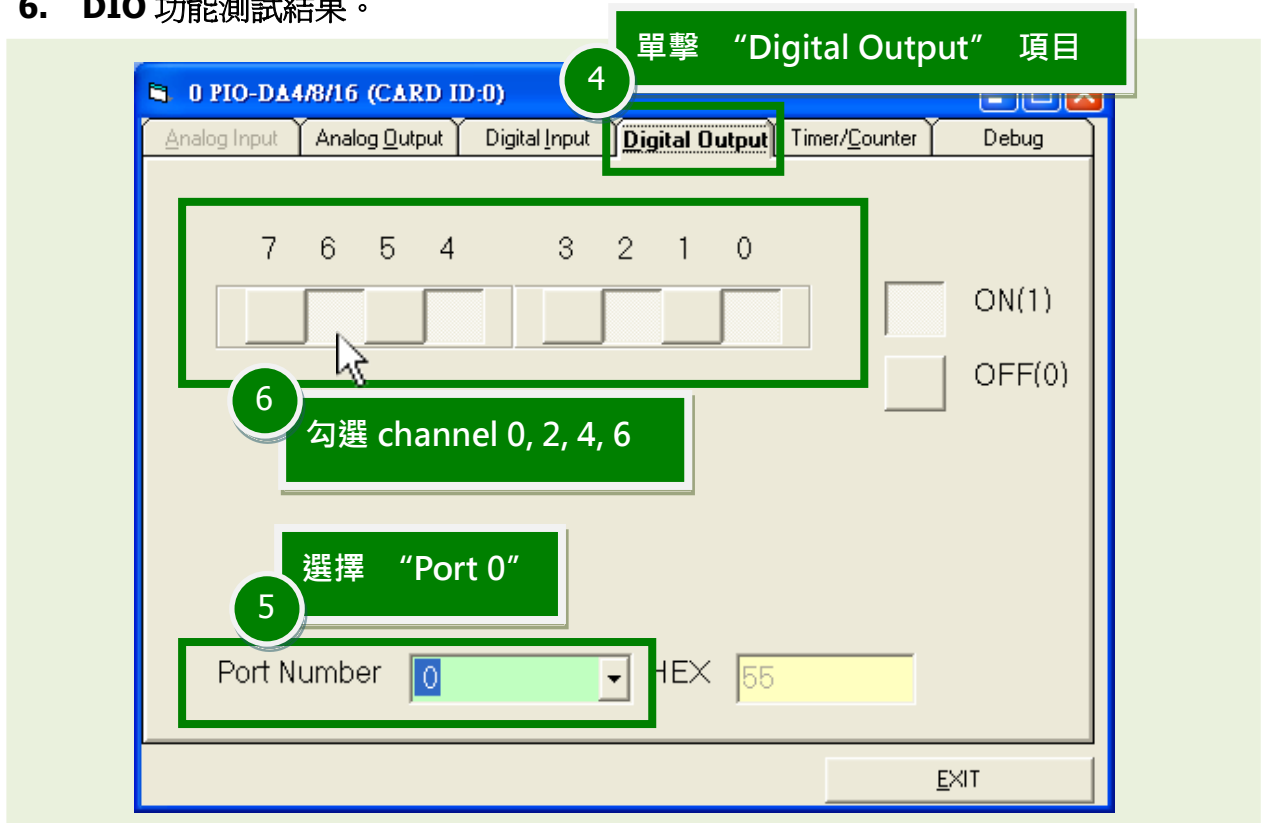 6. DIO 功能測試結果。
4
單擊 “Digital Output” 項目
0 PIO-DA4/8/16 (CARD ID:0)
Analog Input Analog Output Digital Input Digital Output Timer/Counter Debug
7 6 5 4 3 2 1 0
ON(1)
OFF(0)
6
勾選 channel 0, 2, 4, 6
選擇 “Port 0”
5
Port Number 0 HEX 55
EXIT